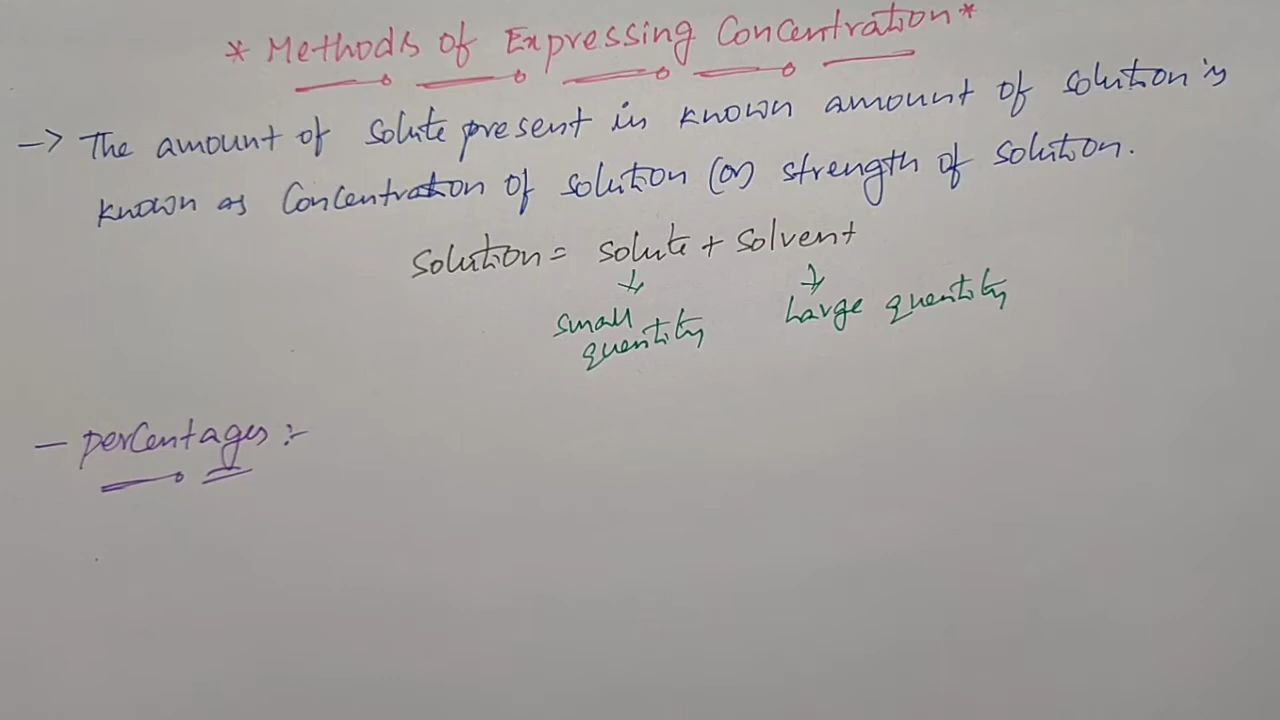 * Methods of Expressing Concentration *
-> The amount of solute present in known amount of solution is
known as Concentration of solution (or) strength of solution.
Solution = solute + solvent
small quantity
Large quantity
- percentages :-